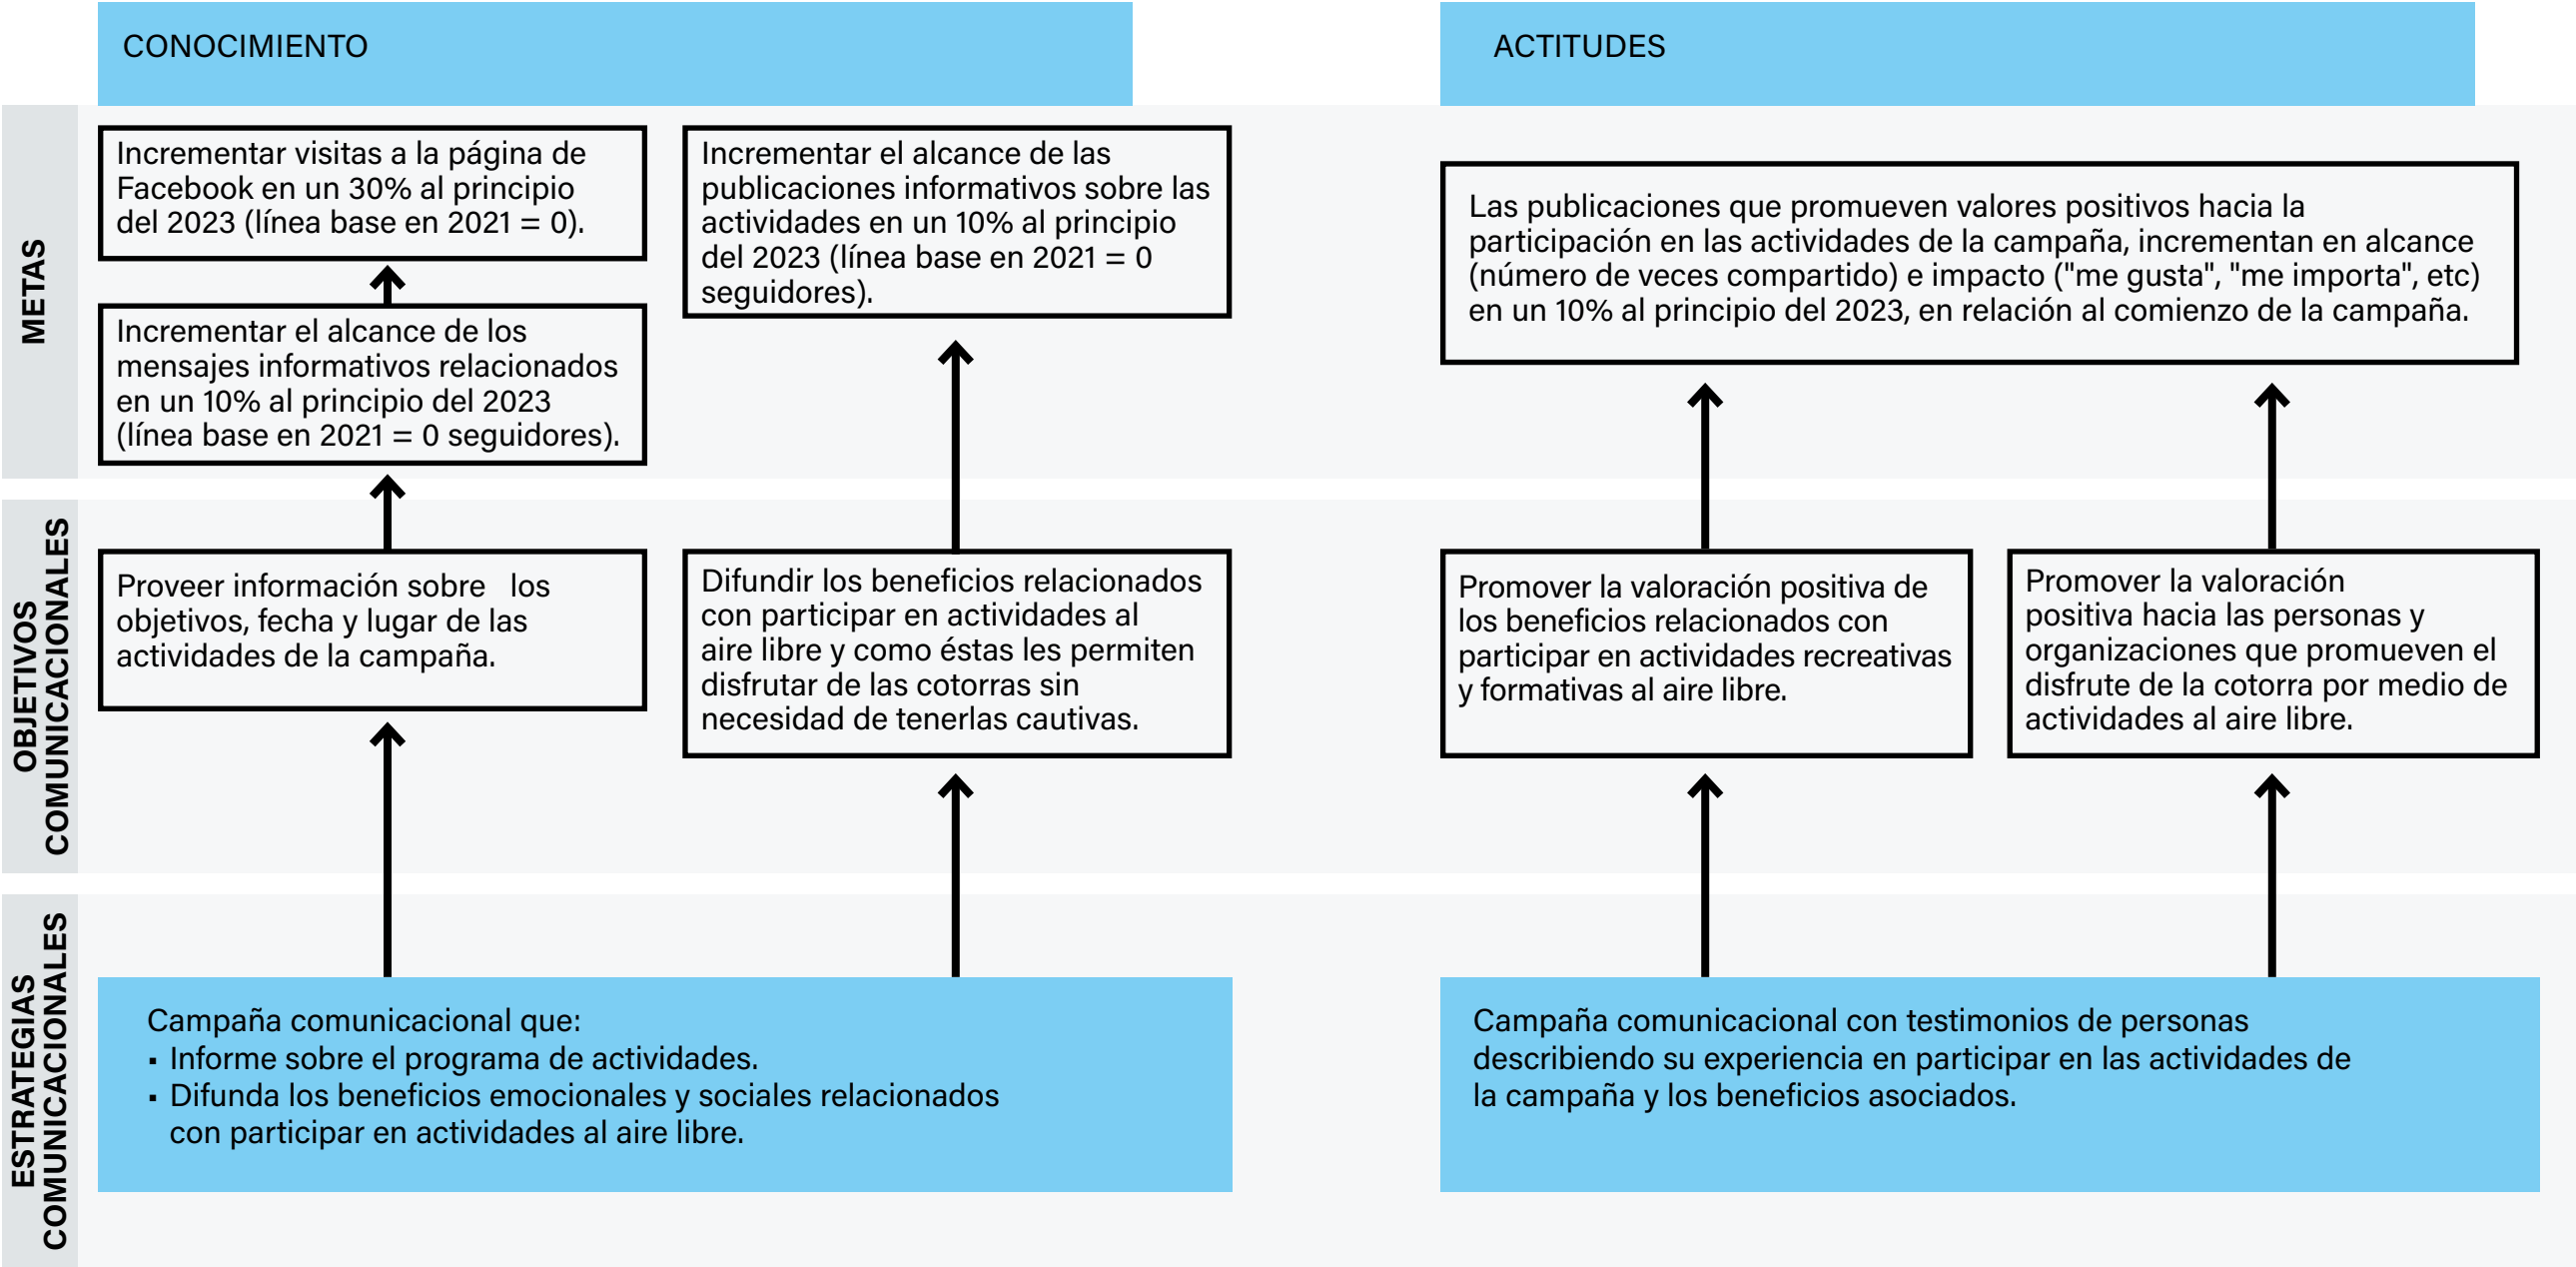 CONOCIMIENTO
ACTITUDES
METAS
Incrementar visitas a la página de
Facebook en un 30% al principio
del 2023 (línea base en 2021 = 0).
Incrementar el alcance de los
mensajes informativos relacionados
en un 10% al principio del 2023
(línea base en 2021 = 0 seguidores).
Incrementar el alcance de las
publicaciones informativos sobre las
actividades en un 10% al principio
del 2023 (línea base en 2021 = 0
seguidores).
Las publicaciones que promueven valores positivos hacia la
participación en las actividades de la campaña, incrementan en alcance
(número de veces compartido) e impacto ("me gusta", "me importa", etc)
en un 10% al principio del 2023, en relación al comienzo de la campaña.
OBJETIVOS
COMUNICACIONALES
Proveer información sobre los
objetivos, fecha y lugar de las
actividades de la campaña.
Difundir los beneficios relacionados
con participar en actividades al
aire libre y como éstas les permiten
disfrutar de las cotorras sin
necesidad de tenerlas cautivas.
Promover la valoración positiva de
los beneficios relacionados con
participar en actividades recreativas
y formativas al aire libre.
Promover la valoración
positiva hacia las personas y
organizaciones que promueven el
disfrute de la cotorra por medio de
actividades al aire libre.
ESTRATEGIAS
COMUNICACIONALES
Campaña comunicacional que:
▪ Informe sobre el programa de actividades.
▪ Difunda los beneficios emocionales y sociales relacionados
con participar en actividades al aire libre.
Campaña comunicacional con testimonios de personas
describiendo su experiencia en participar en las actividades de
la campaña y los beneficios asociados.